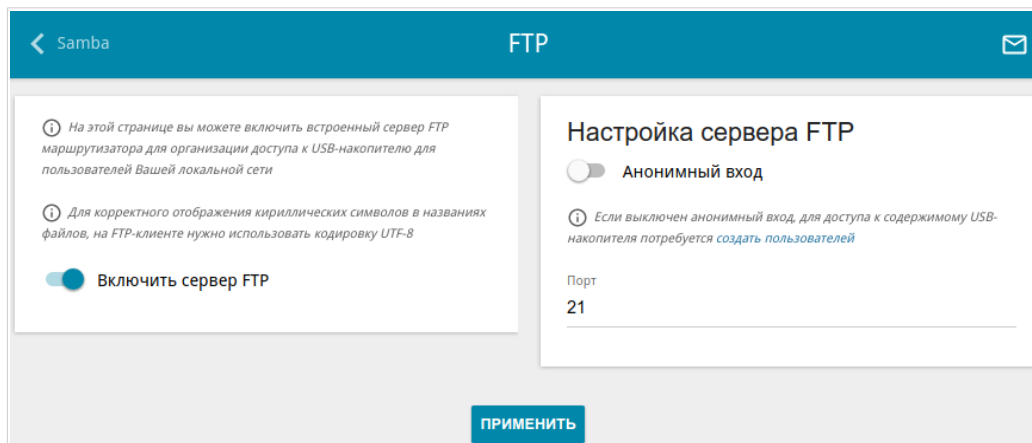 Samba
FTP
На этой странице вы можете включить встроенный сервер FTP
маршрутизатора для организации доступа к USB-накопителю для
пользователей Вашей локальной сети
Для корректного отображения кириллических символов в названиях
файлов, на FTP-клиенте нужно использовать кодировку UTF-8
Включить сервер FTP
Настройка сервера FTP
Анонимный вход
Если выключен анонимный вход, для доступа к содержимому USB-
накопителя потребуется создать пользователей
Порт
21
ПРИМЕНИТЬ